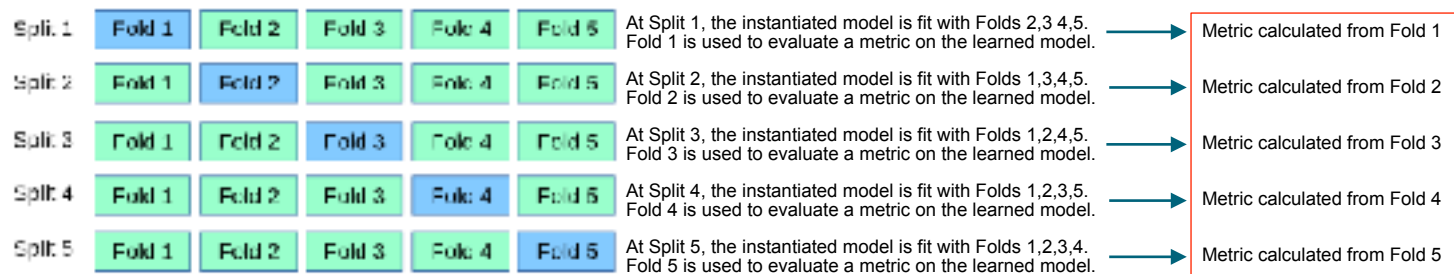 Split 1 Fold 1 Fold 2 Fold 3 Fold 4 Fold 5 At Split 1, the instantiated model is fit with Folds 2,3 4,5. Metric calculated from Fold 1
Fold 1 is used to evaluate a metric on the learned model.
Split 2 Fold 1 Fold 2 Fold 3 Fold 4 Fold 5 At Split 2, the instantiated model is fit with Folds 1,3,4,5. Metric calculated from Fold 2
Fold 2 is used to evaluate a metric on the learned model.
Split 3 Fold 1 Fold 2 Fold 3 Fold 4 Fold 5 At Split 3, the instantiated model is fit with Folds 1,2,4,5. Metric calculated from Fold 3
Fold 3 is used to evaluate a metric on the learned model.
Split 4 Fold 1 Fold 2 Fold 3 Fold 4 Fold 5 At Split 4, the instantiated model is fit with Folds 1,2,3,5. Metric calculated from Fold 4
Fold 4 is used to evaluate a metric on the learned model.
Split 5 Fold 1 Fold 2 Fold 3 Fold 4 Fold 5 At Split 5, the instantiated model is fit with Folds 1,2,3,4. Metric calculated from Fold 5
Fold 5 is used to evaluate a metric on the learned model.